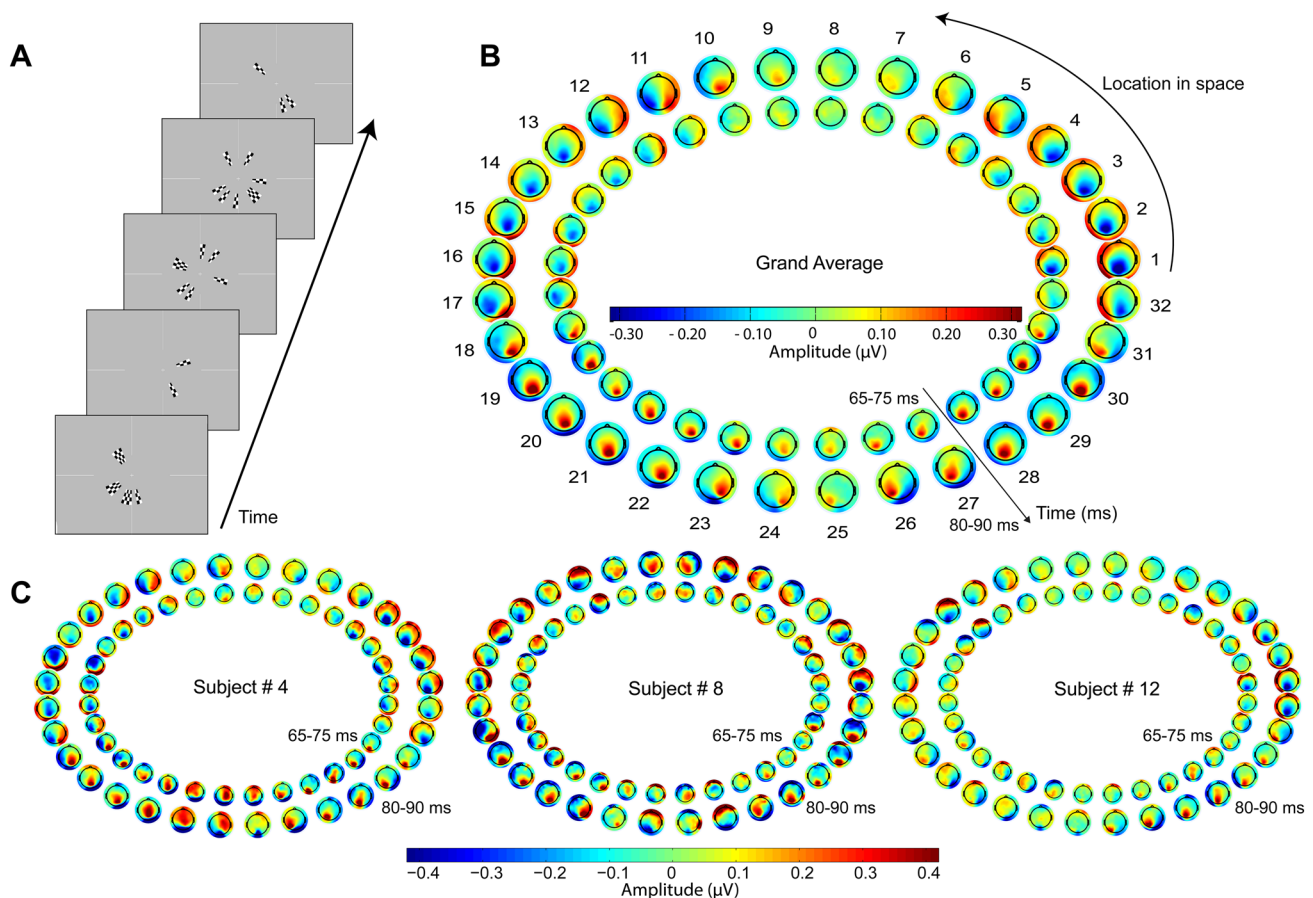 A
Time
B
Location in space
1
2
3
4
5
6
7
8
9
10
11
12
13
14
15
16
17
18
19
20
21
22
23
24
25
26
27
28
29
30
31
32
Grand Average
-0.30 -0.20 -0.10 0 0.10 0.20 0.30
Amplitude (µV)
65-75 ms
80-90 ms
Time (ms)
C
Subject # 4
65-75 ms
80-90 ms
Subject # 8
65-75 ms
80-90 ms
Subject # 12
65-75 ms
80-90 ms
−0.4 −0.3 −0.2 −0.1 0 0.1 0.2 0.3 0.4
Amplitude (µV)